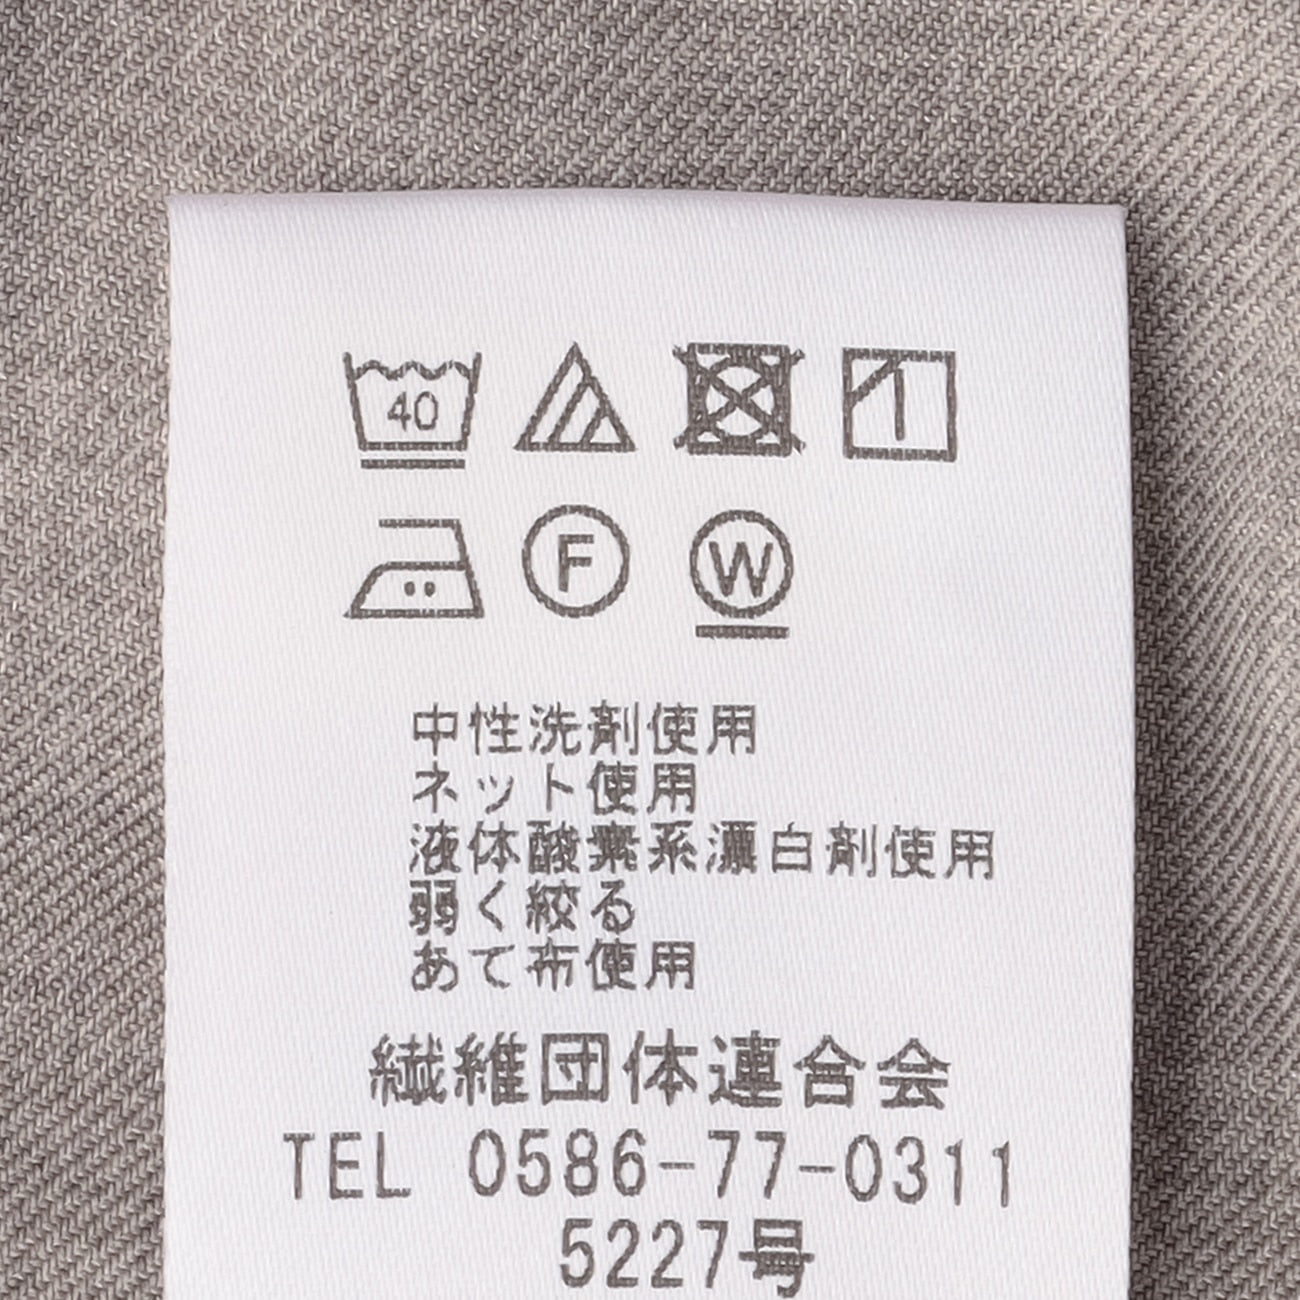 40
F W
中性洗剤使用
ネット使用
液体酸素系漂白剤使用
弱く絞る
あて布使用
繊維団体連合会
TEL 0586-77-0311
5227号